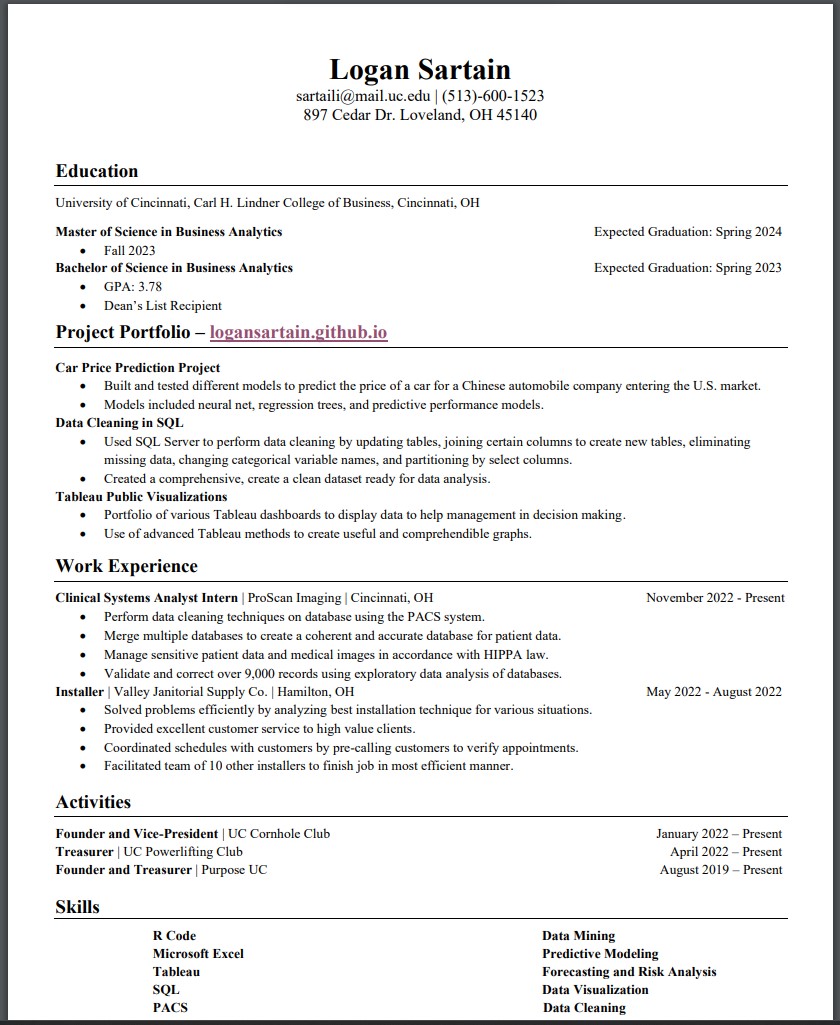 Logan Sartain
sartaili@mail.uc.edu | (513)-600-1523
897 Cedar Dr. Loveland, OH 45140
Education
University of Cincinnati, Carl H. Lindner College of Business, Cincinnati, OH
Master of Science in Business Analytics Expected Graduation: Spring 2024
• Fall 2023
Bachelor of Science in Business Analytics Expected Graduation: Spring 2023
• GPA: 3.78
• Dean’s List Recipient
Project Portfolio – logansartain.github.io
Car Price Prediction Project
• Built and tested different models to predict the price of a car for a Chinese automobile company entering the U.S. market.
• Models included neural net, regression trees, and predictive performance models.
Data Cleaning in SQL
• Used SQL Server to perform data cleaning by updating tables, joining certain columns to create new tables, eliminating
missing data, changing categorical variable names, and partitioning by select columns.
• Created a comprehensive, create a clean dataset ready for data analysis.
Tableau Public Visualizations
• Portfolio of various Tableau dashboards to display data to help management in decision making.
• Use of advanced Tableau methods to create useful and comprehendible graphs.
Work Experience
Clinical Systems Analyst Intern | ProScan Imaging | Cincinnati, OH November 2022 - Present
• Perform data cleaning techniques on database using the PACS system.
• Merge multiple databases to create a coherent and accurate database for patient data.
• Manage sensitive patient data and medical images in accordance with HIPPA law.
• Validate and correct over 9,000 records using exploratory data analysis of databases.
Installer | Valley Janitorial Supply Co. | Hamilton, OH May 2022 - August 2022
• Solved problems efficiently by analyzing best installation technique for various situations.
• Provided excellent customer service to high value clients.
• Coordinated schedules with customers by pre-calling customers to verify appointments.
• Facilitated team of 10 other installers to finish job in most efficient manner.
Activities
Founder and Vice-President | UC Cornhole Club January 2022 – Present
Treasurer | UC Powerlifting Club April 2022 – Present
Founder and Treasurer | Purpose UC August 2019 – Present
Skills
R Code Data Mining
Microsoft Excel Predictive Modeling
Tableau Forecasting and Risk Analysis
SQL Data Visualization
PACS Data Cleaning